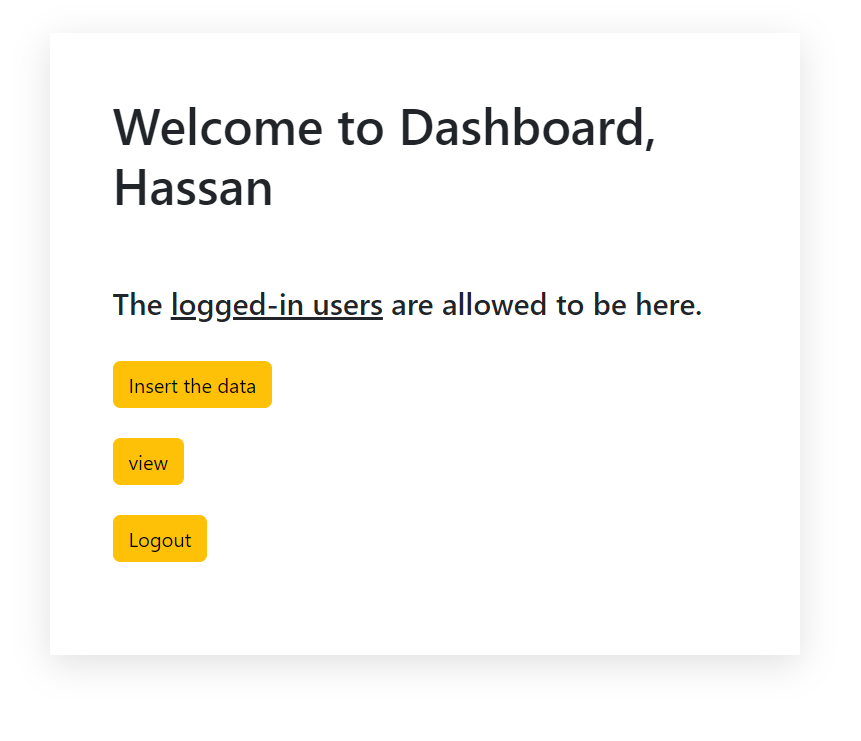 Welcome to Dashboard,
Hassan
The logged-in users are allowed to be here.
Insert the data
view
Logout